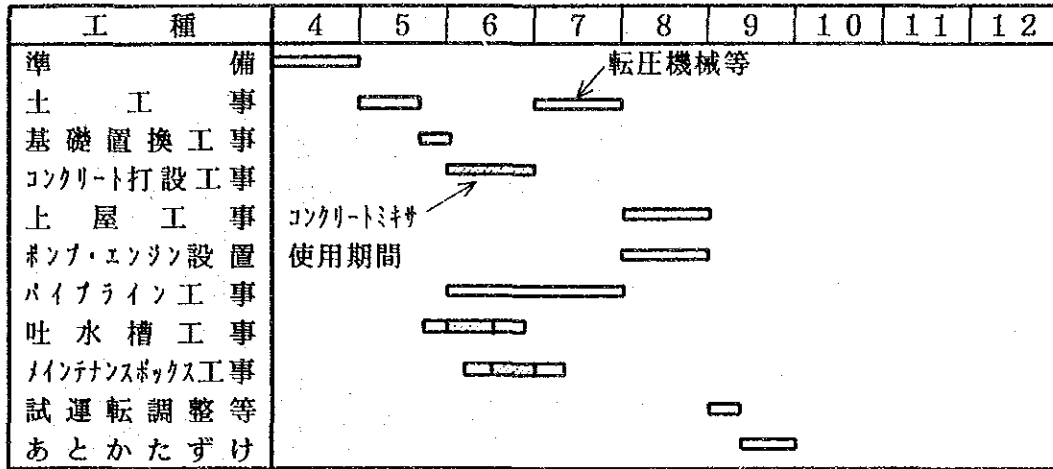 工種 4 5 6 7 8 9 10 11 12
準備 転圧機械等
土工事
基礎置換工事
コンクリート打設工事
上屋工事 コンクリートミキサ
ポンプ・エンジン設置 使用期間
パイプライン工事
吐水槽工事
メインテナンスボックス工事
試運転調整等
あとかたずけ